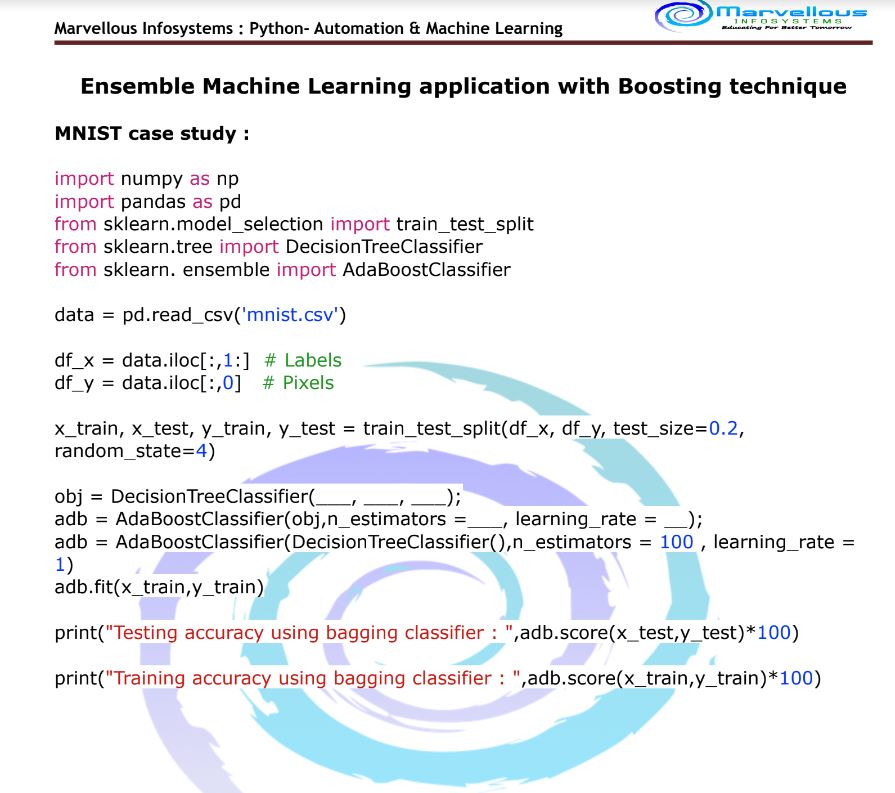 Marvellous Infosystems : Python- Automation & Machine Learning
Marvellous
INFOSYSTEMS
Educating For Better Tomorrow
Ensemble Machine Learning application with Boosting technique
MNIST case study :
import numpy as np
import pandas as pd
from sklearn.model_selection import train_test_split
from sklearn.tree import DecisionTreeClassifier
from sklearn. ensemble import AdaBoostClassifier
data = pd.read_csv('mnist.csv')
df_x = data.iloc[:,1:]  # Labels
df_y = data.iloc[:,0]  # Pixels
x_train, x_test, y_train, y_test = train_test_split(df_x, df_y, test_size=0.2,
random_state=4)
obj = DecisionTreeClassifier(___, ___, ___);
adb = AdaBoostClassifier(obj,n_estimators =___, learning_rate = __);
adb = AdaBoostClassifier(DecisionTreeClassifier(),n_estimators = 100 , learning_rate =
1)
adb.fit(x_train,y_train)
print("Testing accuracy using bagging classifier : ",adb.score(x_test,y_test)*100)
print("Training accuracy using bagging classifier : ",adb.score(x_train,y_train)*100)